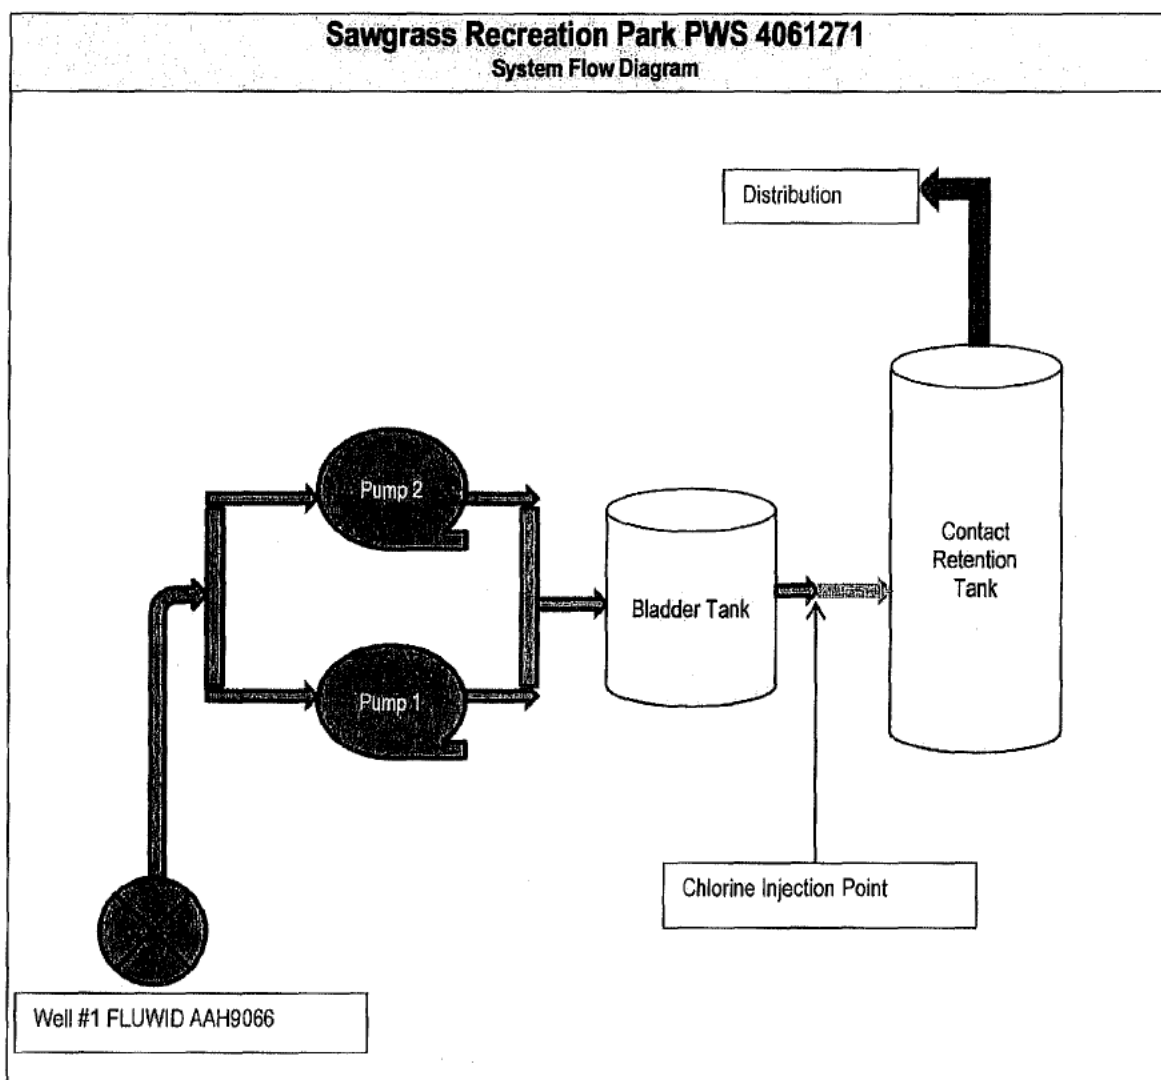 Sawgrass Recreation Park PWS 4061271
System Flow Diagram
Distribution
Pump 2
Contact
Retention
Tank
Bladder Tank
Pump 1
Chlorine Injection Point
Well #1 FLUWID AAH9066